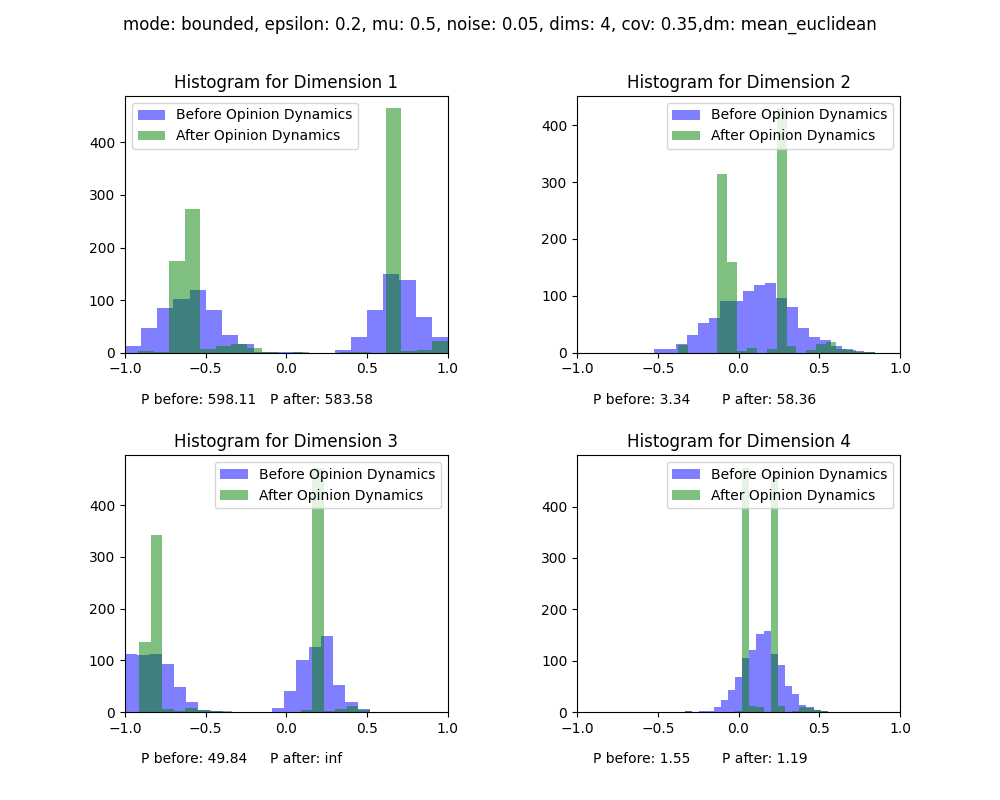 mode: bounded, epsilon: 0.2, mu: 0.5, noise: 0.05, dims: 4, cov: 0.35,dm: mean_euclidean
Histogram for Dimension 1
Before Opinion Dynamics
After Opinion Dynamics
400
300
200
100
0
−1.0 −0.5 0.0 0.5 1.0
P before: 598.11 P after: 583.58
Histogram for Dimension 2
Before Opinion Dynamics
After Opinion Dynamics
400
300
200
100
0
−1.0 −0.5 0.0 0.5 1.0
P before: 3.34 P after: 58.36
Histogram for Dimension 3
Before Opinion Dynamics
After Opinion Dynamics
400
300
200
100
0
−1.0 −0.5 0.0 0.5 1.0
P before: 49.84 P after: inf
Histogram for Dimension 4
Before Opinion Dynamics
After Opinion Dynamics
400
300
200
100
0
−1.0 −0.5 0.0 0.5 1.0
P before: 1.55 P after: 1.19